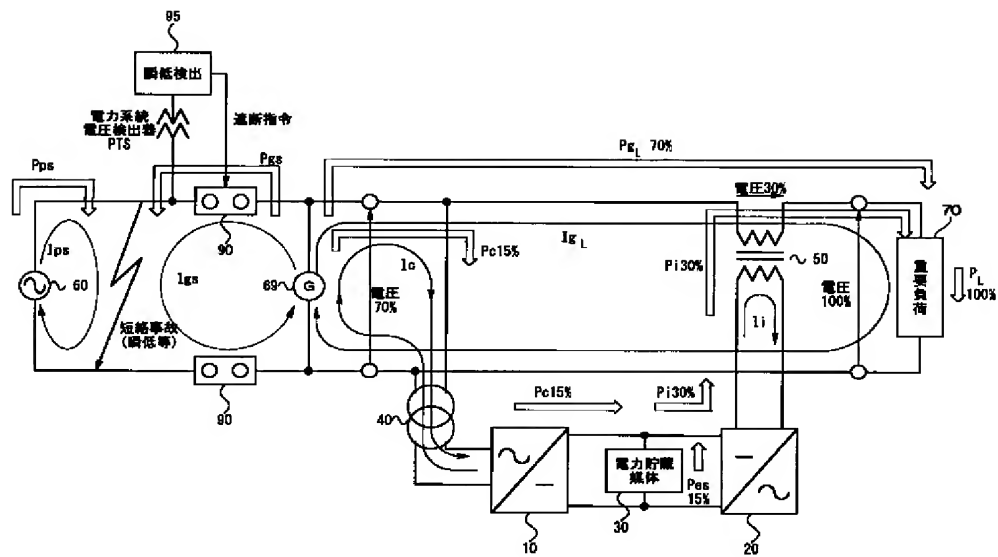 95
瞬低検出
電力系統
電圧検出器
PTS
遮断指令
Pps
Pgs
PgL 70%
電圧30%
70
90
IgL
Ips
Igs
60
69
G
Ic
Pc15%
電圧
70%
Pi30%
50
電圧
100%
重要負荷
PL
100%
Ii
短絡事故
(瞬低等)
90
40
Pc15%
Pi30%
電力貯蔵
媒体
Pes
15%
10
30
20